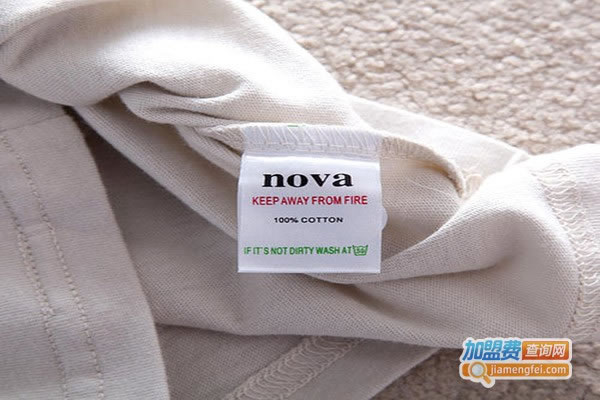 nova
KEEP AWAY FROM FIRE
100% COTTON
IF IT'S NOT DIRTY WASH AT 30
加盟费查询网
jiamengfei.com